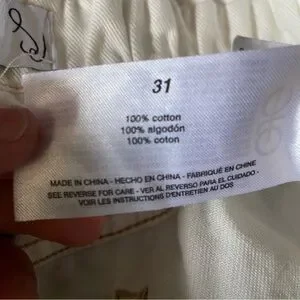 31
100% cotton
100% algodón
100% coton
MADE IN CHINA - HECHO EN CHINA - FABRIQUÉ EN CHINE
SEE REVERSE FOR CARE - VER AL REVERSO PARA EL CUIDADO -
VOIR LES INSTRUCTIONS D'ENTRETIEN AU DOS